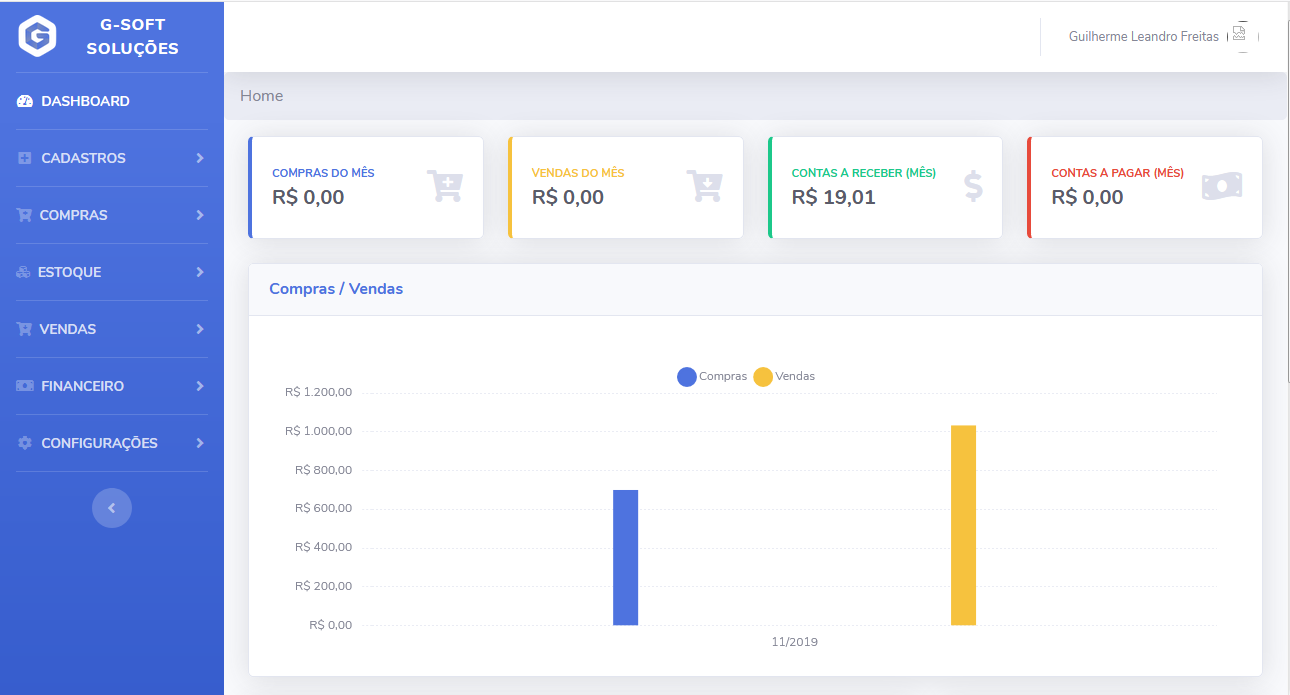 G-SOFT
SOLUÇÕES
Guilherme Leandro Freitas
DASHBOARD
CADASTROS
COMPRAS
ESTOQUE
VENDAS
FINANCEIRO
CONFIGURAÇÕES
Home
COMPRAS DO MÊS
R$ 0,00
VENDAS DO MÊS
R$ 0,00
CONTAS A RECEBER (MÊS)
R$ 19,01
CONTAS A PAGAR (MÊS)
R$ 0,00
Compras / Vendas
Compras Vendas
R$ 1.200,00
R$ 1.000,00
R$ 800,00
R$ 600,00
R$ 400,00
R$ 200,00
R$ 0,00
11/2019